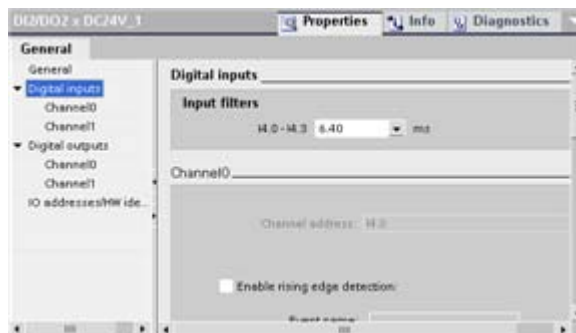 DI2/DO2 x DC24V_1
Properties
Info
Diagnostics
General
General
Digital inputs
Channel0
Channel1
Digital outputs
Channel0
Channel1
IO addresses/HW ide...
Digital inputs
Input filters
I4.0 - I4.3 6.40 ms
Channel0
Channel address: I4.0
Enable rising edge detection:
Event name: